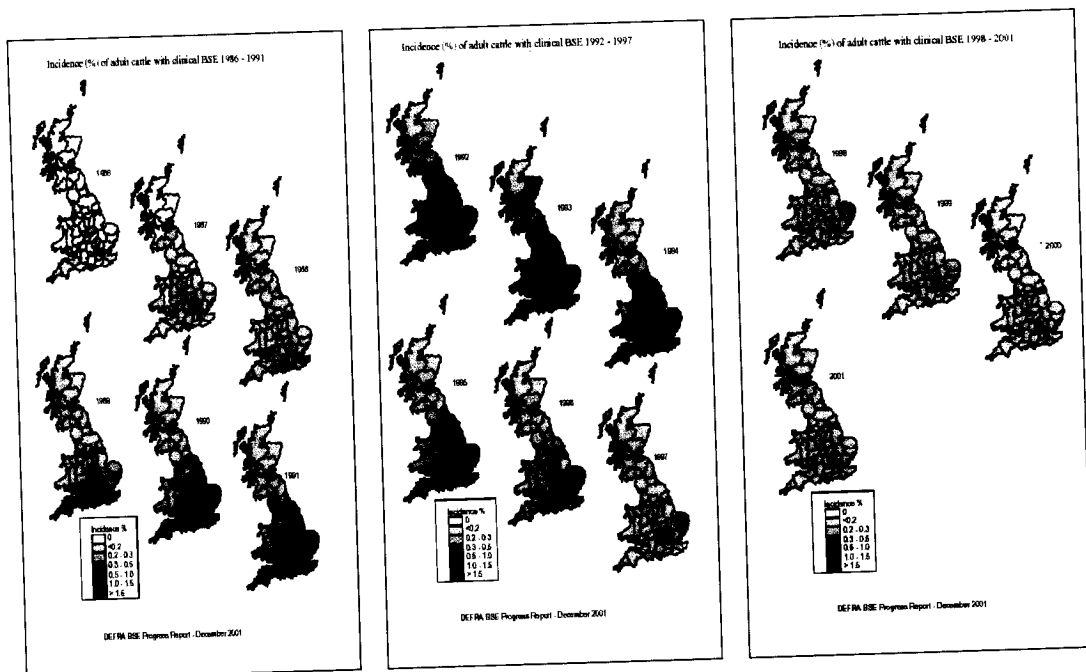 Incidence (%) of adult cattle with clinical BSE 1986 - 1991
1986
1987
1988
1989
1990
1991
Incidence %
0
<0.2
0.2 - 0.3
0.3 - 0.5
0.5 - 1.0
1.0 - 1.5
> 1.5
DEFRA BSE Progress Report - December 2001
Incidence (%) of adult cattle with clinical BSE 1992 - 1997
1992
1993
1994
1995
1996
1997
Incidence %
0
<0.2
0.2 - 0.3
0.3 - 0.5
0.5 - 1.0
1.0 - 1.5
> 1.5
DEFRA BSE Progress Report - December 2001
Incidence (%) of adult cattle with clinical BSE 1998 - 2001
1998
1999
2000
2001
Incidence %
0
<0.2
0.2 - 0.3
0.3 - 0.5
0.5 - 1.0
1.0 - 1.5
> 1.5
DEFRA BSE Progress Report - December 2001